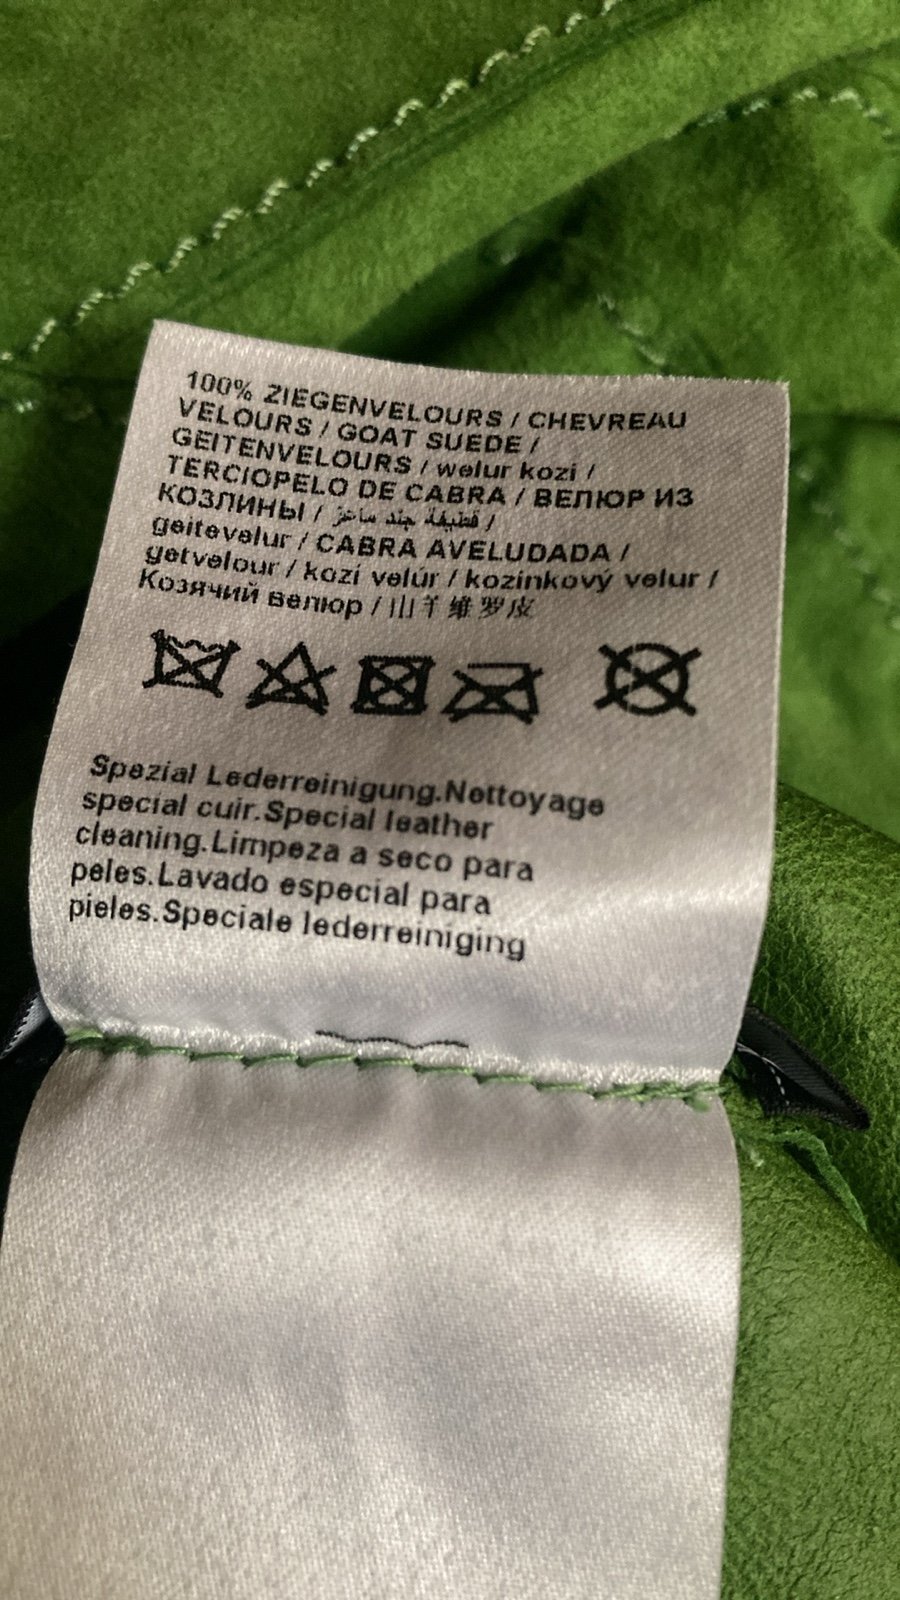 100% ZIEGENVELOURS / CHEVREAU
VELOURS / GOAT SUEDE /
GEITENVELOURS / welur kozi /
TERCIOPELO DE CABRA / ВЕЛЮР ИЗ
КОЗЛИНЫ / قطيفة جلد ماعز /
geitevelur / CABRA AVELUDADA /
getvelour / kozí velúr / kozinkový velur /
Козячий велюр / 山羊维罗皮
Spezial Lederreinigung.Nettoyage
special cuir.Special leather
cleaning.Limpeza a seco para
peles.Lavado especial para
pieles.Speciale lederreiniging